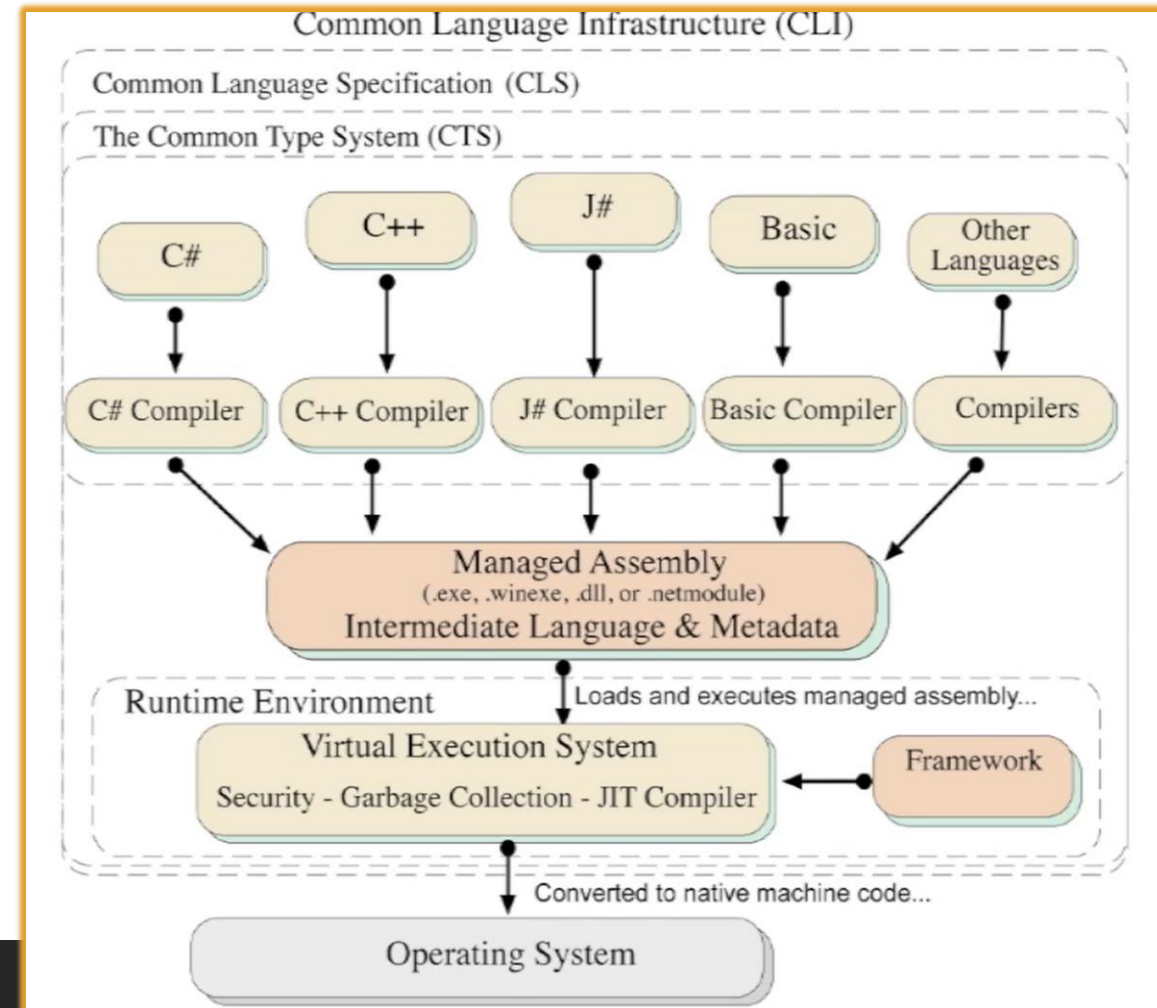 Common Language Infrastructure (CLI)
Common Language Specification (CLS)
The Common Type System (CTS)
C#
C++
J#
Basic
Other
Languages
C# Compiler
C++ Compiler
J# Compiler
Basic Compiler
Compilers
Managed Assembly
(.exe, .winexe, .dll, or .netmodule)
Intermediate Language & Metadata
Loads and executes managed assembly...
Runtime Environment
Virtual Execution System
Security - Garbage Collection - JIT Compiler
Framework
Converted to native machine code...
Operating System